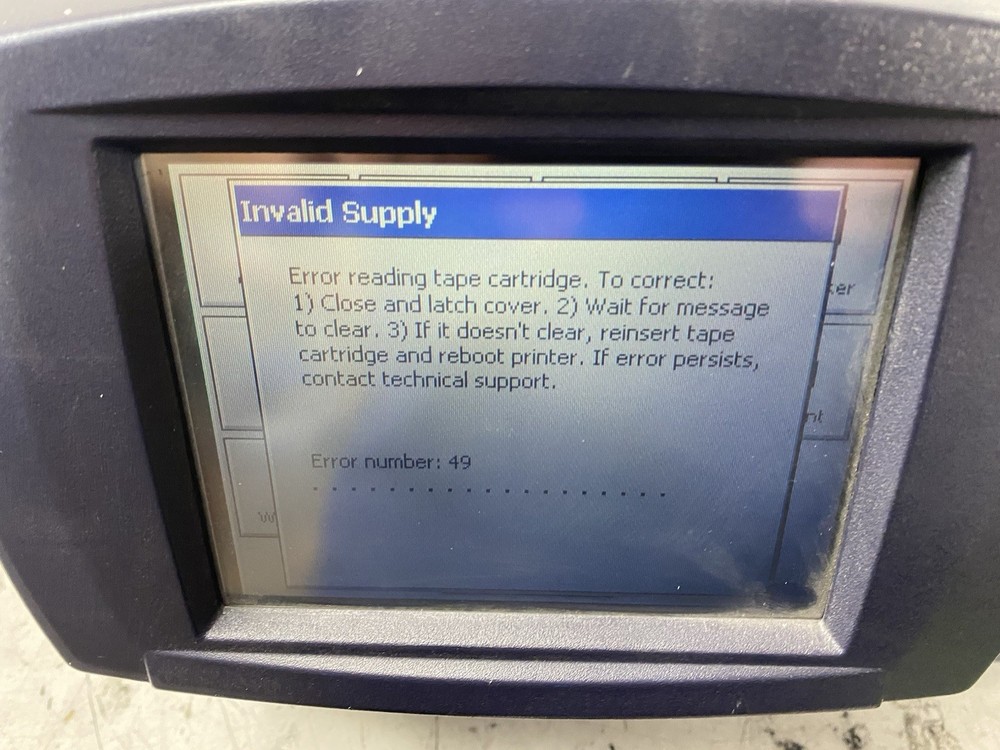 Invalid Supply
Error reading tape cartridge. To correct:
1) Close and latch cover. 2) Wait for message
to clear. 3) If it doesn't clear, reinsert tape
cartridge and reboot printer. If error persists,
contact technical support.
Error number: 49